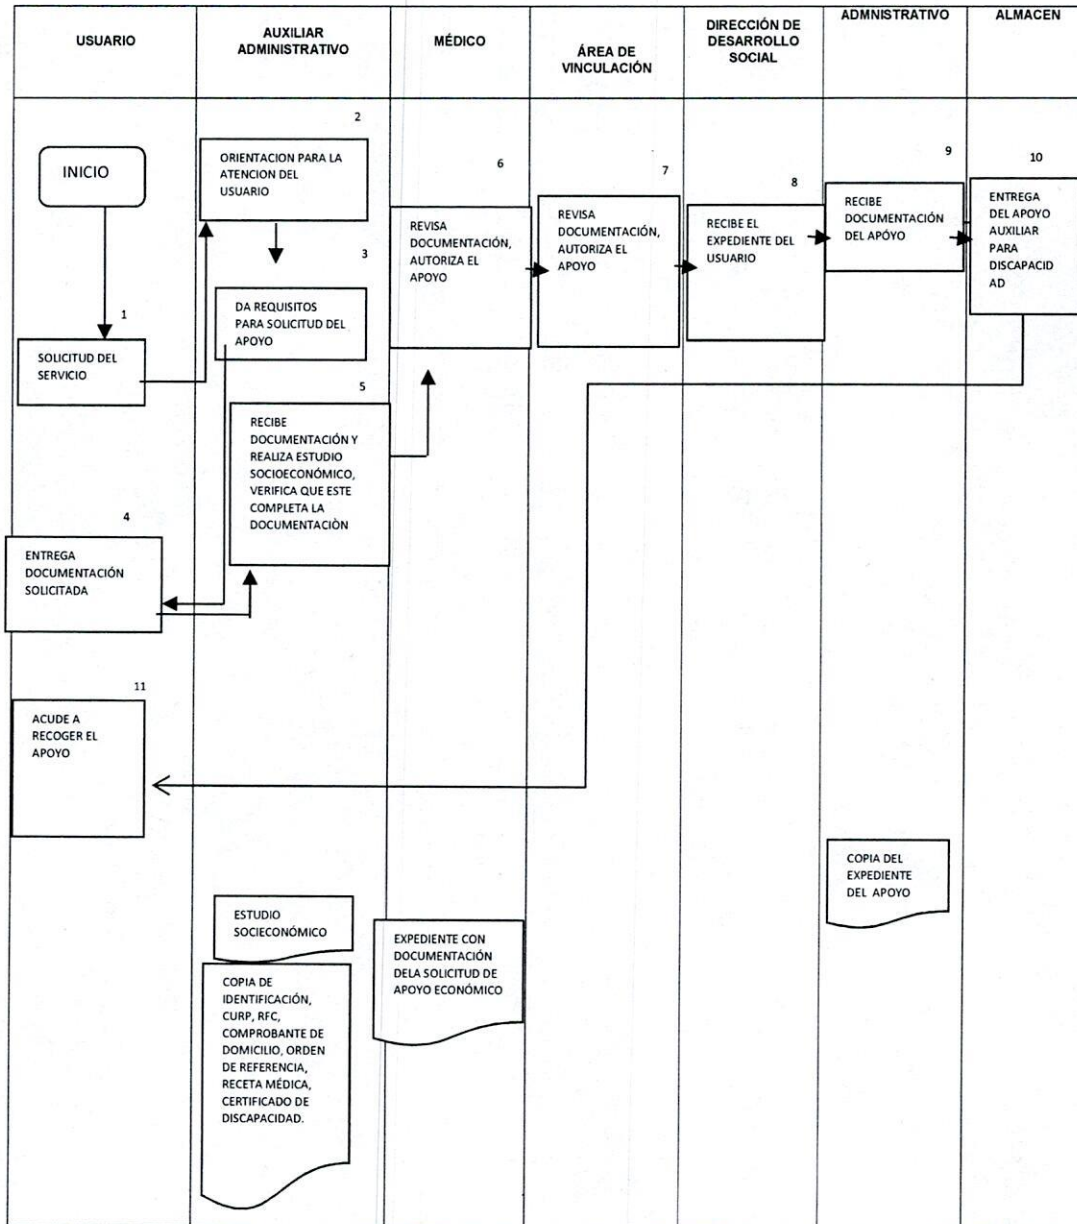 USUARIO
AUXILIAR
ADMINISTRATIVO
MÉDICO
ÁREA DE
VINCULACIÓN
DIRECCIÓN DE
DESARROLLO
SOCIAL
ADMNISTRATIVO
ALMACEN
INICIO
1
SOLICITUD DEL
SERVICIO
2
ORIENTACION PARA LA
ATENCION DEL
USUARIO
3
DA REQUISITOS
PARA SOLICITUD DEL
APOYO
4
ENTREGA
DOCUMENTACIÓN
SOLICITADA
5
RECIBE
DOCUMENTACIÓN Y
REALIZA ESTUDIO
SOCIOECONÓMICO,
VERIFICA QUE ESTE
COMPLETA LA
DOCUMENTACIÒN
6
REVISA
DOCUMENTACIÓN,
AUTORIZA EL
APOYO
7
REVISA
DOCUMENTACIÓN,
AUTORIZA EL
APOYO
8
RECIBE EL
EXPEDIENTE DEL
USUARIO
9
RECIBE
DOCUMENTACIÓN
DEL APÓYO
10
ENTREGA
DEL APOYO
AUXILIAR
PARA
DISCAPACID
AD
11
ACUDE A
RECOGER EL
APOYO
ESTUDIO
SOCIECONÓMICO
COPIA DE
IDENTIFICACIÓN,
CURP, RFC,
COMPROBANTE DE
DOMICILIO, ORDEN
DE REFERENCIA,
RECETA MÉDICA,
CERTIFICADO DE
DISCAPACIDAD.
EXPEDIENTE CON
DOCUMENTACIÓN
DELA SOLICITUD DE
APOYO ECONÓMICO
COPIA DEL
EXPEDIENTE
DEL APOYO